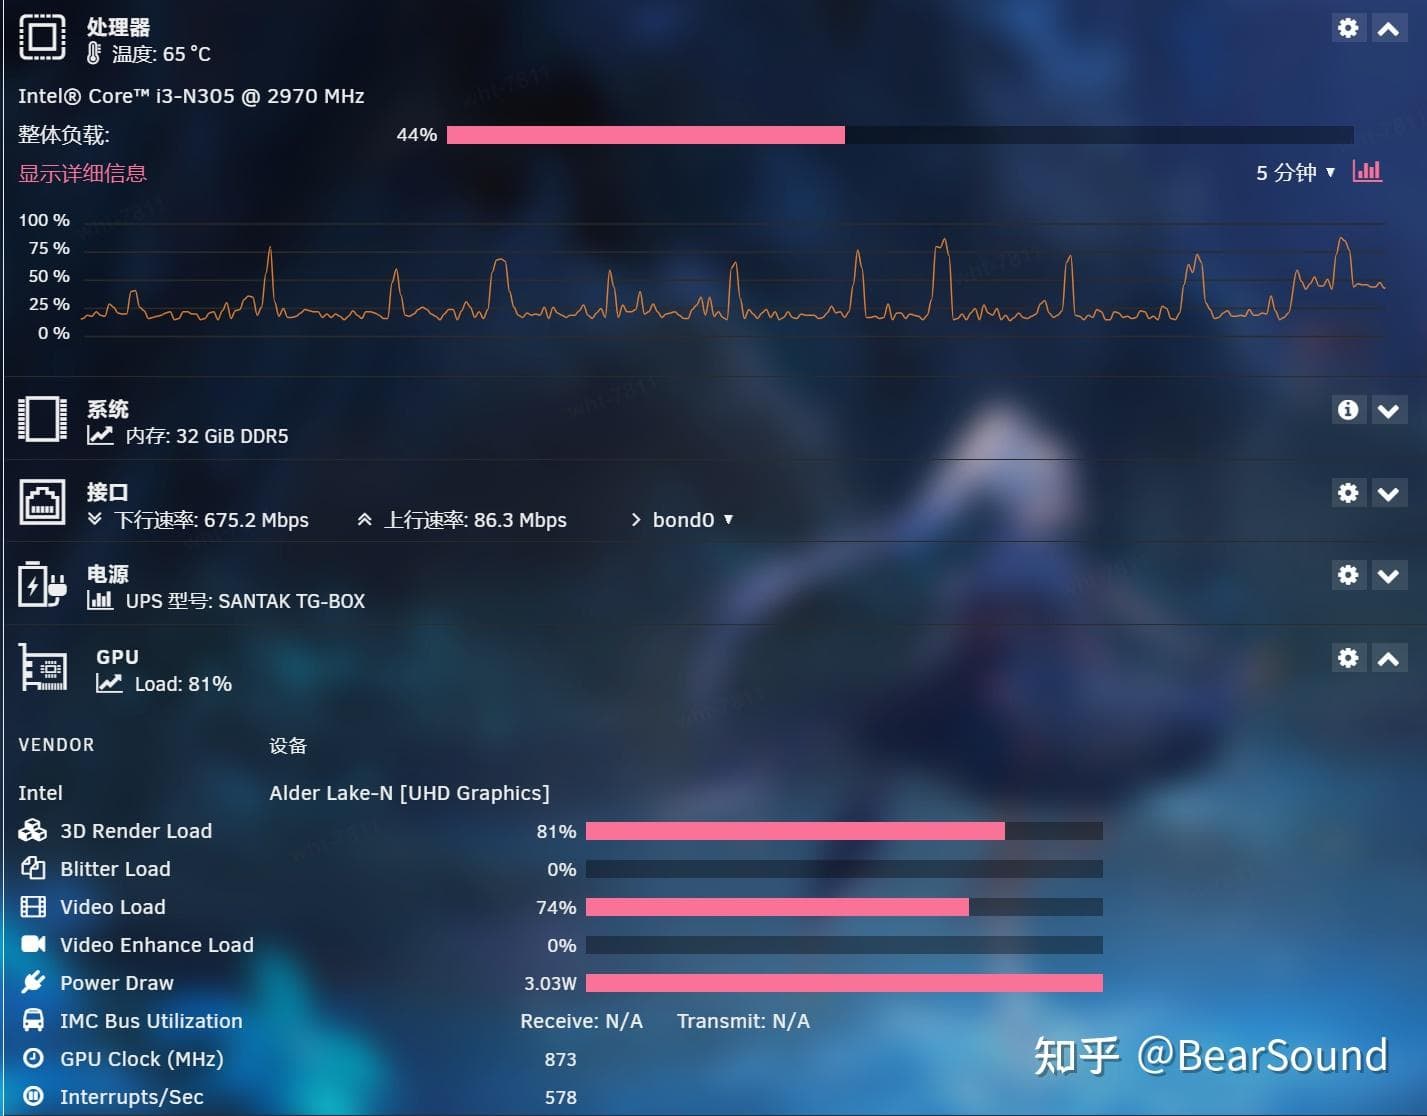 处理器
温度: 65 °C
Intel® Core™ i3-N305 @ 2970 MHz
整体负载: 44%
显示详细信息 5 分钟 ▼
100 %
75 %
50 %
25 %
0 %
系统
内存: 32 GiB DDR5
接口
下行速率: 675.2 Mbps 上行速率: 86.3 Mbps > bond0 ▼
电源
UPS 型号: SANTAK TG-BOX
GPU
Load: 81%
VENDOR 设备
Intel Alder Lake-N [UHD Graphics]
3D Render Load 81%
Blitter Load 0%
Video Load 74%
Video Enhance Load 0%
Power Draw 3.03W
IMC Bus Utilization Receive: N/A Transmit: N/A
GPU Clock (MHz) 873
Interrupts/Sec 578
知乎 @BearSound